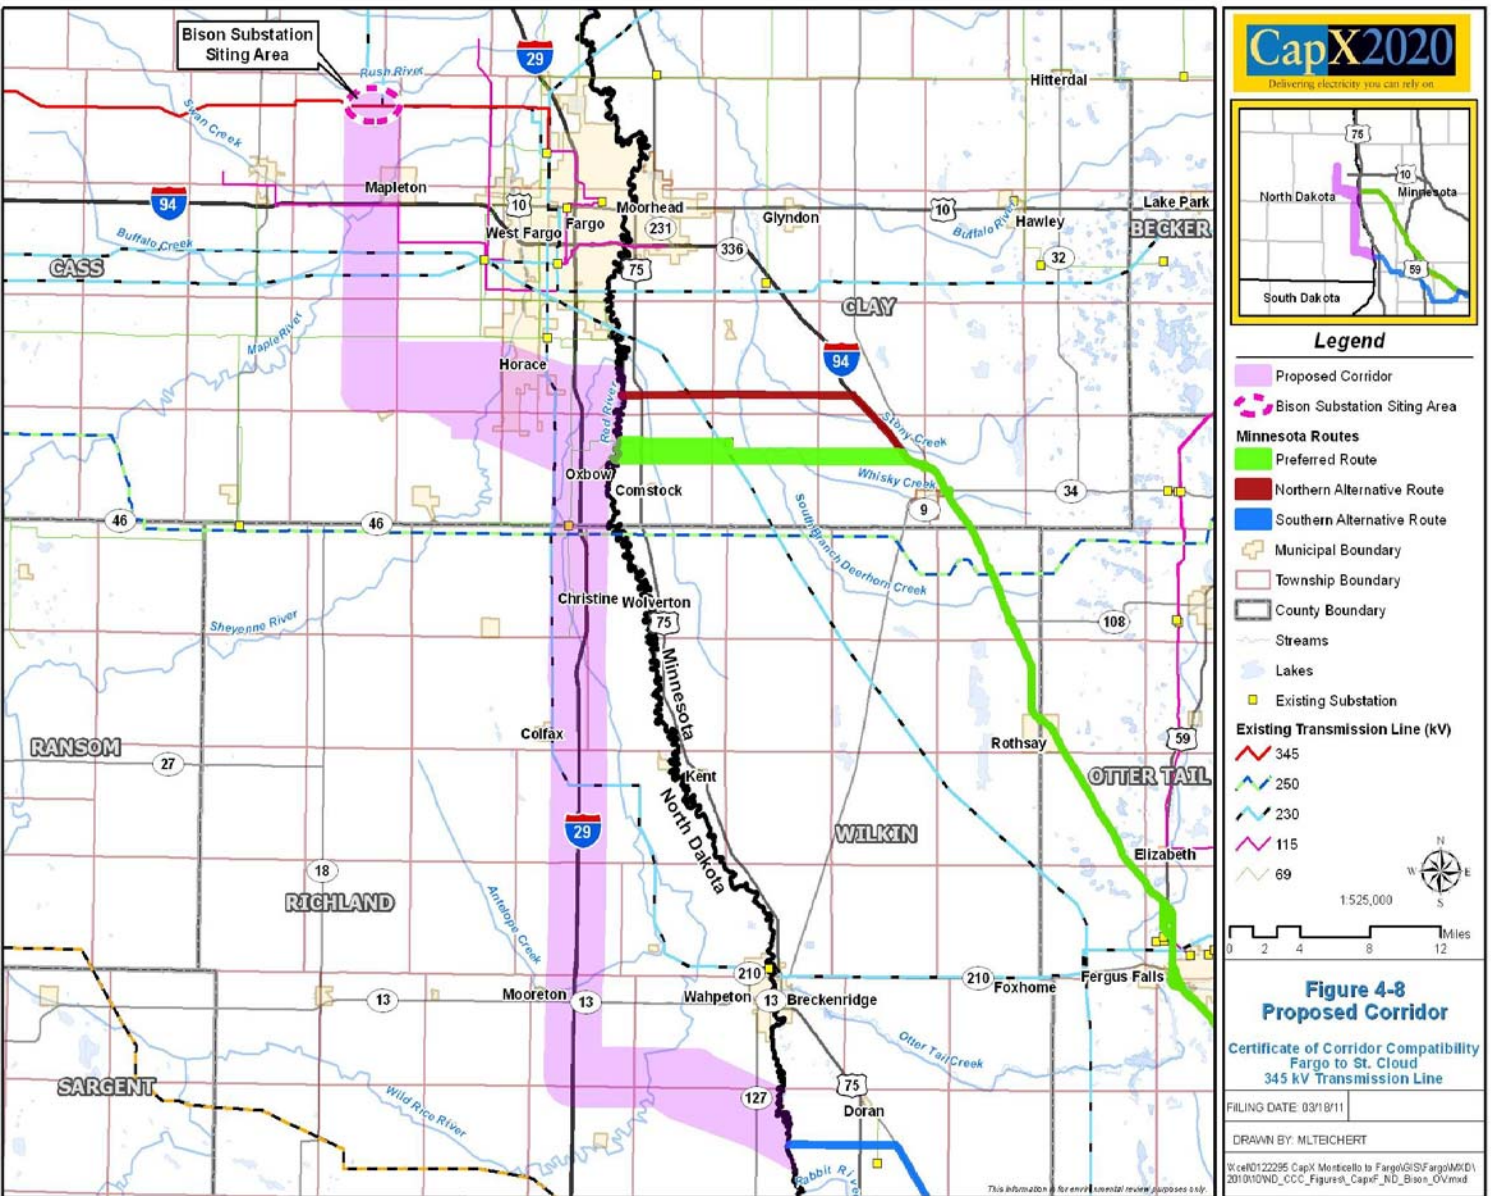 Bison Substation
Siting Area
Rush River
29
Hitterdal
Swan Creek
Mapleton
94
10
Moorhead
Lake Park
Fargo
231
Glyndon
10
Buffalo River
Hawley
BECKER
West Fargo
336
32
Buffalo Creek
CASS
75
CLAY
Maple River
Horace
94
Red River
Stony Creek
Oxbow
Comstock
Whisky Creek
34
46
46
9
South Branch Deerhorn Creek
Christine
Wolverton
75
108
Sheyenne River
Minnesota
Colfax
RANSOM
27
Rothsay
59
OTTER TAIL
Kent
North Dakota
29
WILKIN
Elizabeth
18
RICHLAND
Antelope Creek
210
210
Foxhome
Fergus Falls
13
Mooreton
13
Wahpeton
13
Breckenridge
Otter Tail Creek
SARGENT
Wild Rice River
127
75
Doran
Rabbit River
This information is for environmental review purposes only.
CapX2020
Delivering electricity you can rely on
75
10
North Dakota
Minnesota
59
South Dakota
Legend
Proposed Corridor
Bison Substation Siting Area
Minnesota Routes
Preferred Route
Northern Alternative Route
Southern Alternative Route
Municipal Boundary
Township Boundary
County Boundary
Streams
Lakes
Existing Substation
Existing Transmission Line (kV)
345
250
230
115
69
N
W E
S
1:525,000
Miles
0 2 4 8 12
Figure 4-8
Proposed Corridor
Certificate of Corridor Compatibility
Fargo to St. Cloud
345 kV Transmission Line
FILING DATE: 03/18/11
DRAWN BY: MLTEICHERT
CapX Monticello to Fargo\GIS\Fargo\MXD\